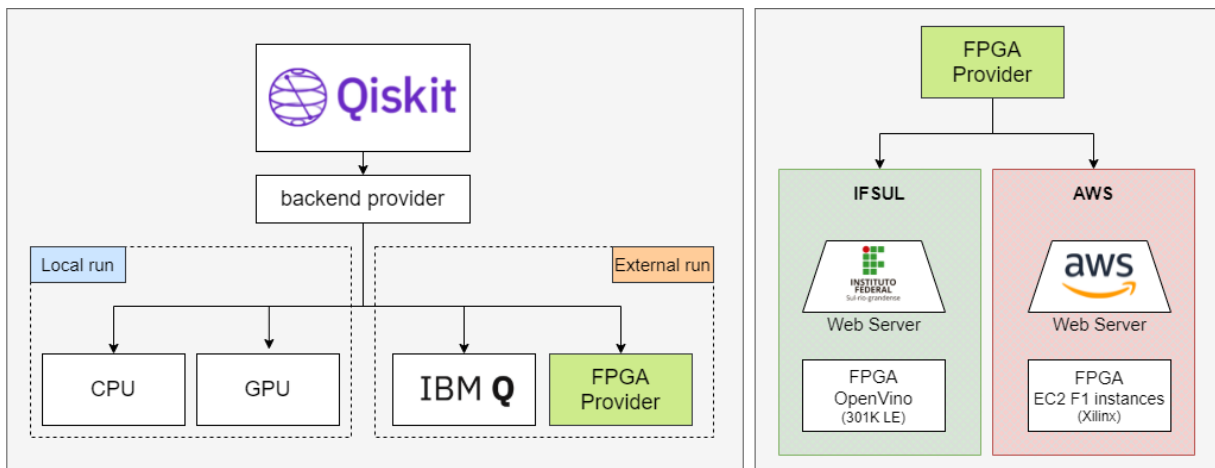 Qiskit
backend provider
Local run
External run
CPU
GPU
IBM Q
FPGA
Provider
FPGA
Provider
IFSUL
INSTITUTO
FEDERAL
Sul-rio-grandense
Web Server
FPGA
OpenVino
(301K LE)
AWS
aws
Web Server
FPGA
EC2 F1 instances
(Xilinx)